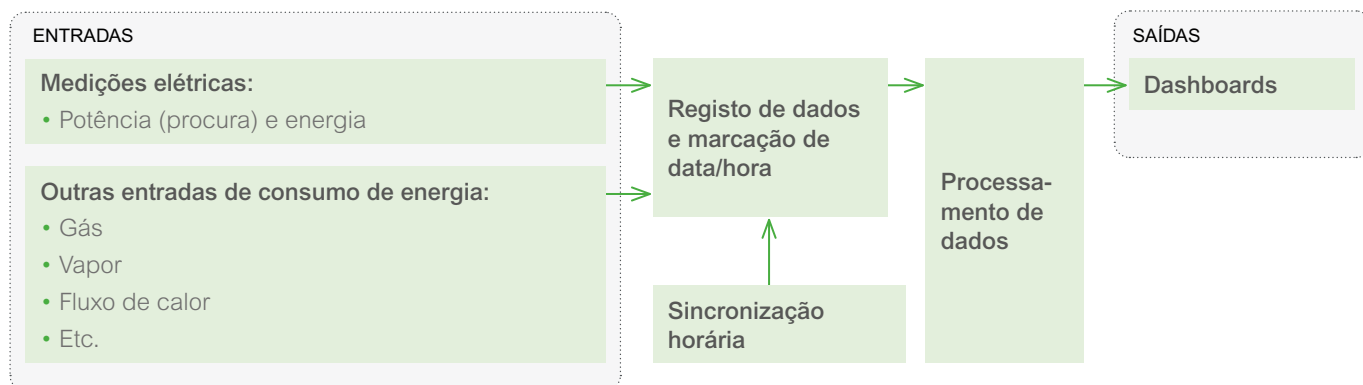 ENTRADAS
Medições elétricas:
• Potência (procura) e energia
Outras entradas de consumo de energia:
• Gás
• Vapor
• Fluxo de calor
• Etc.
Registo de dados
e marcação de
data/hora
Sincronização
horária
Processa-
mento de
dados
SAÍDAS
Dashboards